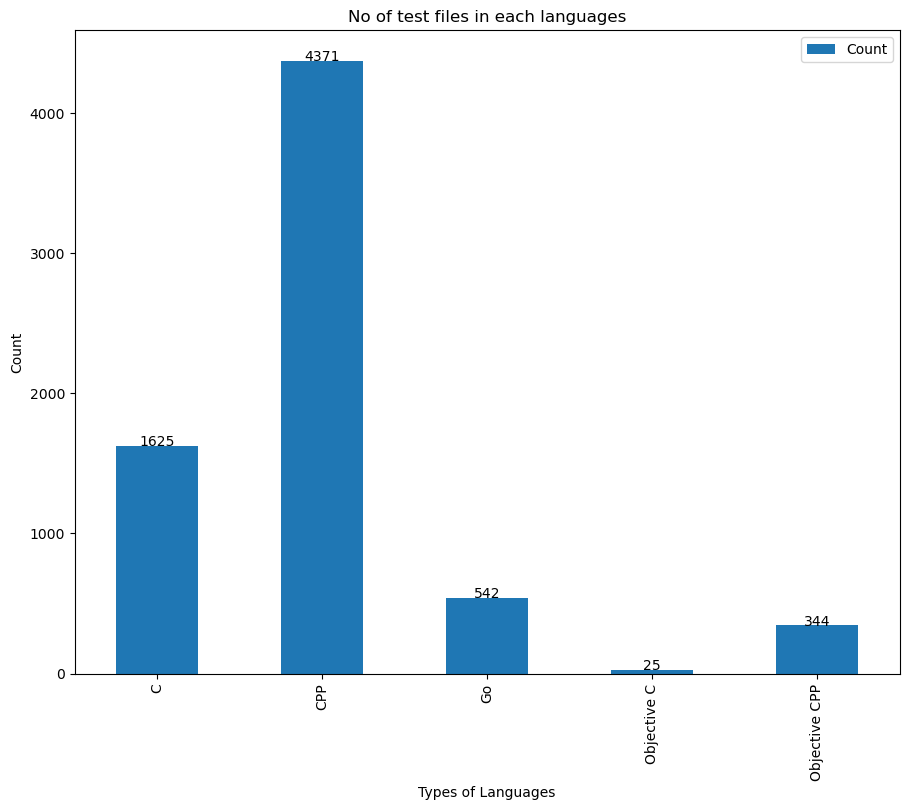 No of test files in each languages
Count
4371
4000
3000
Count
2000
1625
1000
542
344
25
0
C
CPP
Go
Objective C
Objective CPP
Types of Languages